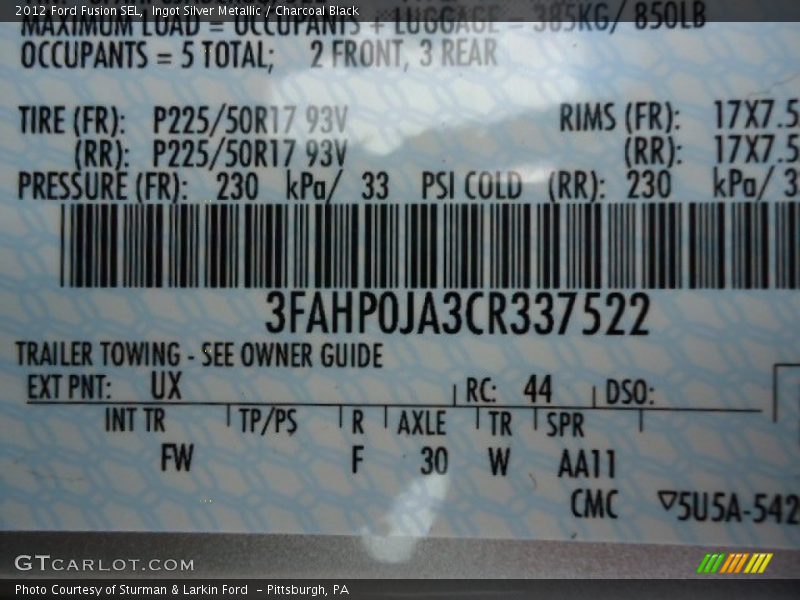 2012 Ford Fusion SEL, Ingot Silver Metallic / Charcoal Black
MAXIMUM LOAD = OCCUPANTS + LUGGAGE = 385KG/ 850LB
OCCUPANTS = 5 TOTAL; 2 FRONT, 3 REAR
TIRE (FR): P225/50R17 93V RIMS (FR): 17X7.5
(RR): P225/50R17 93V (RR): 17X7.5
PRESSURE (FR): 230 kPa/ 33 PSI COLD (RR): 230 kPa/ 3
3FAHP0JA3CR337522
TRAILER TOWING - SEE OWNER GUIDE
EXT PNT: UX RC: 44 DSO:
INT TR TP/PS R AXLE TR SPR
FW F 30 W AA11
CMC ▽5U5A-542
GTCARLOT.COM
Photo Courtesy of Sturman & Larkin Ford - Pittsburgh, PA